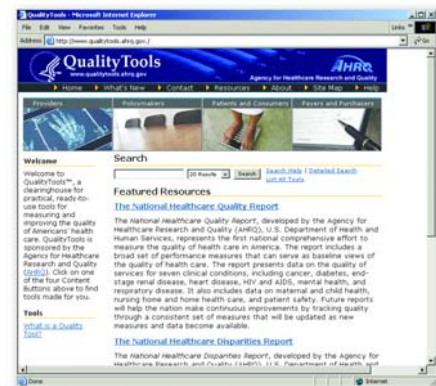 QualityTools - Microsoft Internet Explorer
File Edit View Favorites Tools Help
Links
Address http://www.qualitytools.ahrq.gov./
Go
QualityTools
www.qualitytools.ahrq.gov
AHRQ
Agency for Healthcare Research and Quality
Home What's New Contact Resources About Site Map Help
Providers Policymakers Patients and Consumers Payers and Purchasers
Welcome
Welcome to
QualityTools™, a
clearinghouse for
practical, ready-to-
use tools for
measuring and
improving the quality
of Americans' health
care. QualityTools is
sponsored by the
Agency for Healthcare
Research and Quality
(AHRQ). Click on one
of the four Content
Buttons above to find
tools made for you.
Tools
What is a Quality
Tool?
Search
20 Results Search Search Help | Detailed Search
List All Tools
Featured Resources
The National Healthcare Quality Report
The National Healthcare Quality Report, developed by the Agency for
Healthcare Research and Quality (AHRQ), U.S. Department of Health and
Human Services, represents the first national comprehensive effort to
measure the quality of health care in America. The report includes a
broad set of performance measures that can serve as baseline views of
the quality of health care. The report presents data on the quality of
services for seven clinical conditions, including cancer, diabetes, end-
stage renal disease, heart disease, HIV and AIDS, mental health, and
respiratory disease. It also includes data on maternal and child health,
nursing home and home health care, and patient safety. Future reports
will help the nation make continuous improvements by tracking quality
through a consistent set of measures that will be updated as new
measures and data become available.
The National Healthcare Disparities Report
The National Healthcare Disparities Report, developed by the Agency for
Healthcare Research and Quality (AHRQ), U.S. Department of Health and
Done
Internet